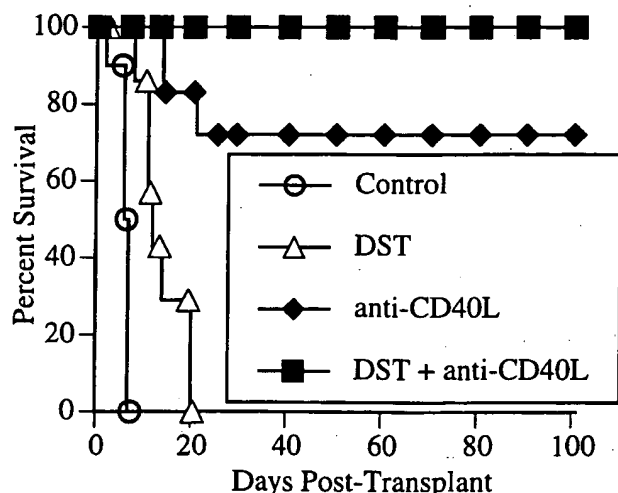 100
80
60
40
20
0
Percent Survival
Control
DST
anti-CD40L
DST + anti-CD40L
0 20 40 60 80 100
Days Post-Transplant